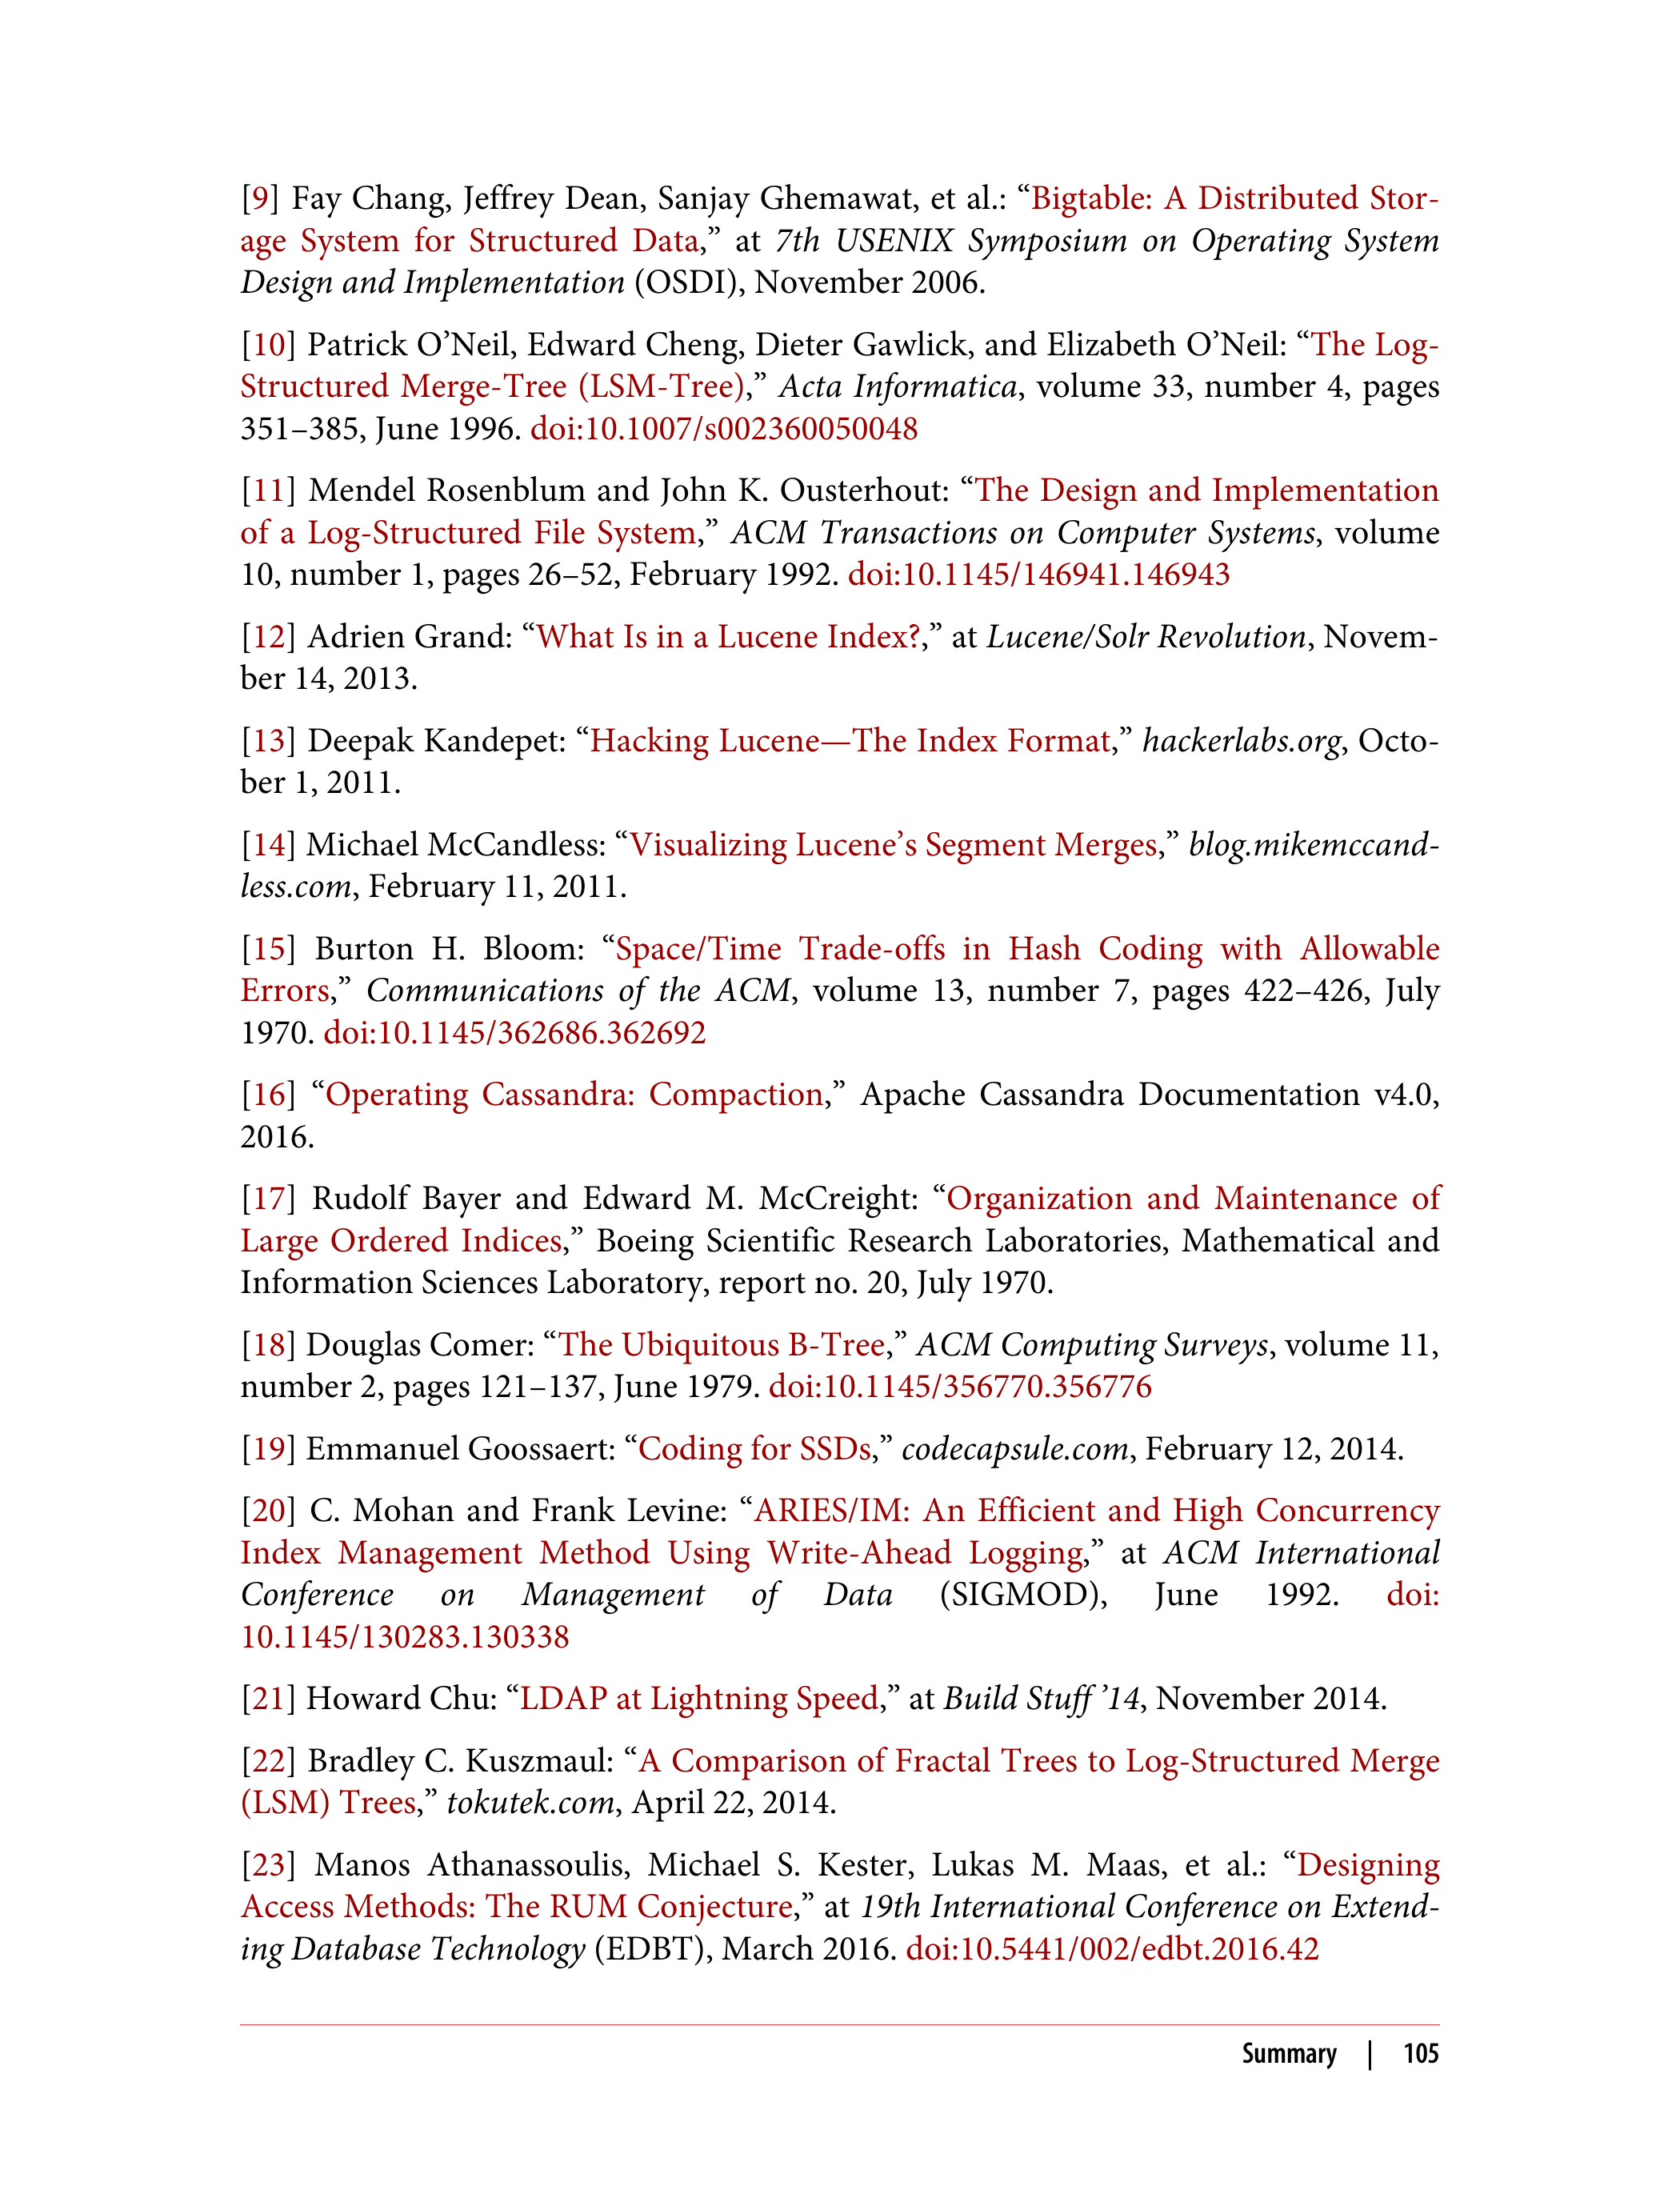 [9] Fay Chang, Jeffrey Dean, Sanjay Ghemawat, et al.: “Bigtable: A Distributed Stor-
age System for Structured Data,” at 7th USENIX Symposium on Operating System
Design and Implementation (OSDI), November 2006.
[10] Patrick O’Neil, Edward Cheng, Dieter Gawlick, and Elizabeth O’Neil: “The Log-
Structured Merge-Tree (LSM-Tree),” Acta Informatica, volume 33, number 4, pages
351–385, June 1996. doi:10.1007/s002360050048
[11] Mendel Rosenblum and John K. Ousterhout: “The Design and Implementation
of a Log-Structured File System,” ACM Transactions on Computer Systems, volume
10, number 1, pages 26–52, February 1992. doi:10.1145/146941.146943
[12] Adrien Grand: “What Is in a Lucene Index?,” at Lucene/Solr Revolution, Novem-
ber 14, 2013.
[13] Deepak Kandepet: “Hacking Lucene—The Index Format,” hackerlabs.org, Octo-
ber 1, 2011.
[14] Michael McCandless: “Visualizing Lucene’s Segment Merges,” blog.mikemccand-
less.com, February 11, 2011.
[15] Burton H. Bloom: “Space/Time Trade-offs in Hash Coding with Allowable
Errors,” Communications of the ACM, volume 13, number 7, pages 422–426, July
1970. doi:10.1145/362686.362692
[16] “Operating Cassandra: Compaction,” Apache Cassandra Documentation v4.0,
2016.
[17] Rudolf Bayer and Edward M. McCreight: “Organization and Maintenance of
Large Ordered Indices,” Boeing Scientific Research Laboratories, Mathematical and
Information Sciences Laboratory, report no. 20, July 1970.
[18] Douglas Comer: “The Ubiquitous B-Tree,” ACM Computing Surveys, volume 11,
number 2, pages 121–137, June 1979. doi:10.1145/356770.356776
[19] Emmanuel Goossaert: “Coding for SSDs,” codecapsule.com, February 12, 2014.
[20] C. Mohan and Frank Levine: “ARIES/IM: An Efficient and High Concurrency
Index Management Method Using Write-Ahead Logging,” at ACM International
Conference on Management of Data (SIGMOD), June 1992. doi:
10.1145/130283.130338
[21] Howard Chu: “LDAP at Lightning Speed,” at Build Stuff ’14, November 2014.
[22] Bradley C. Kuszmaul: “A Comparison of Fractal Trees to Log-Structured Merge
(LSM) Trees,” tokutek.com, April 22, 2014.
[23] Manos Athanassoulis, Michael S. Kester, Lukas M. Maas, et al.: “Designing
Access Methods: The RUM Conjecture,” at 19th International Conference on Extend-
ing Database Technology (EDBT), March 2016. doi:10.5441/002/edbt.2016.42
Summary | 105